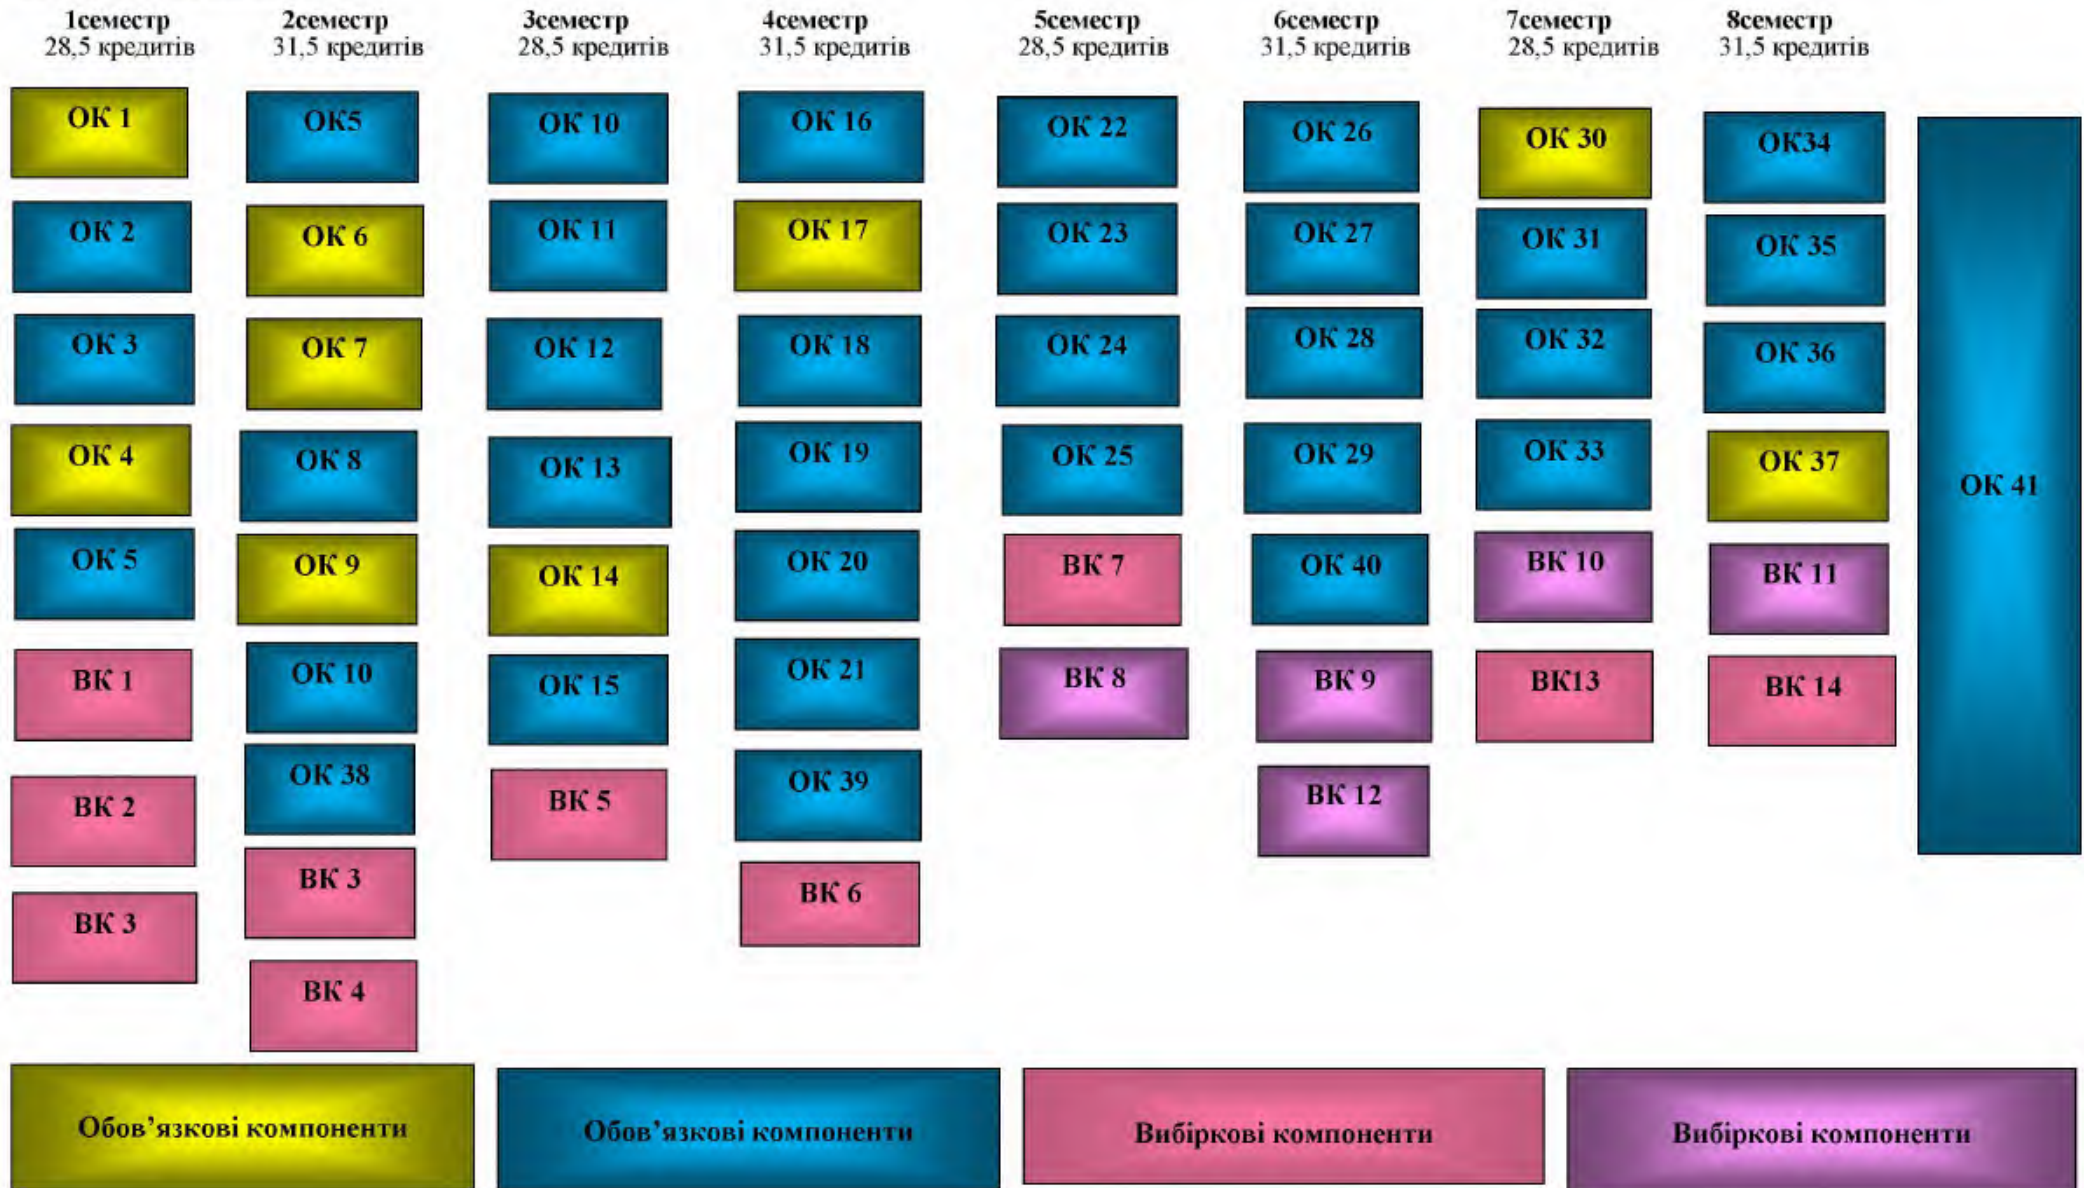 1семестр
28,5 кредитів
2семестр
31,5 кредитів
3семестр
28,5 кредитів
4семестр
31,5 кредитів
5семестр
28,5 кредитів
6семестр
31,5 кредитів
7семестр
28,5 кредитів
8семестр
31,5 кредитів
ОК 1
ОК 2
ОК 3
ОК 4
ОК 5
ВК 1
ВК 2
ВК 3
ОК5
ОК 6
ОК 7
ОК 8
ОК 9
ОК 10
ОК 38
ВК 3
ВК 4
ОК 10
ОК 11
ОК 12
ОК 13
ОК 14
ОК 15
ВК 5
ОК 16
ОК 17
ОК 18
ОК 19
ОК 20
ОК 21
ОК 39
ВК 6
ОК 22
ОК 23
ОК 24
ОК 25
ВК 7
ВК 8
ОК 26
ОК 27
ОК 28
ОК 29
ОК 40
ВК 9
ВК 12
ОК 30
ОК 31
ОК 32
ОК 33
ВК 10
ВК13
ОК34
ОК 35
ОК 36
ОК 37
ВК 11
ВК 14
ОК 41
Обов’язкові компоненти
Обов’язкові компоненти
Вибіркові компоненти
Вибіркові компоненти